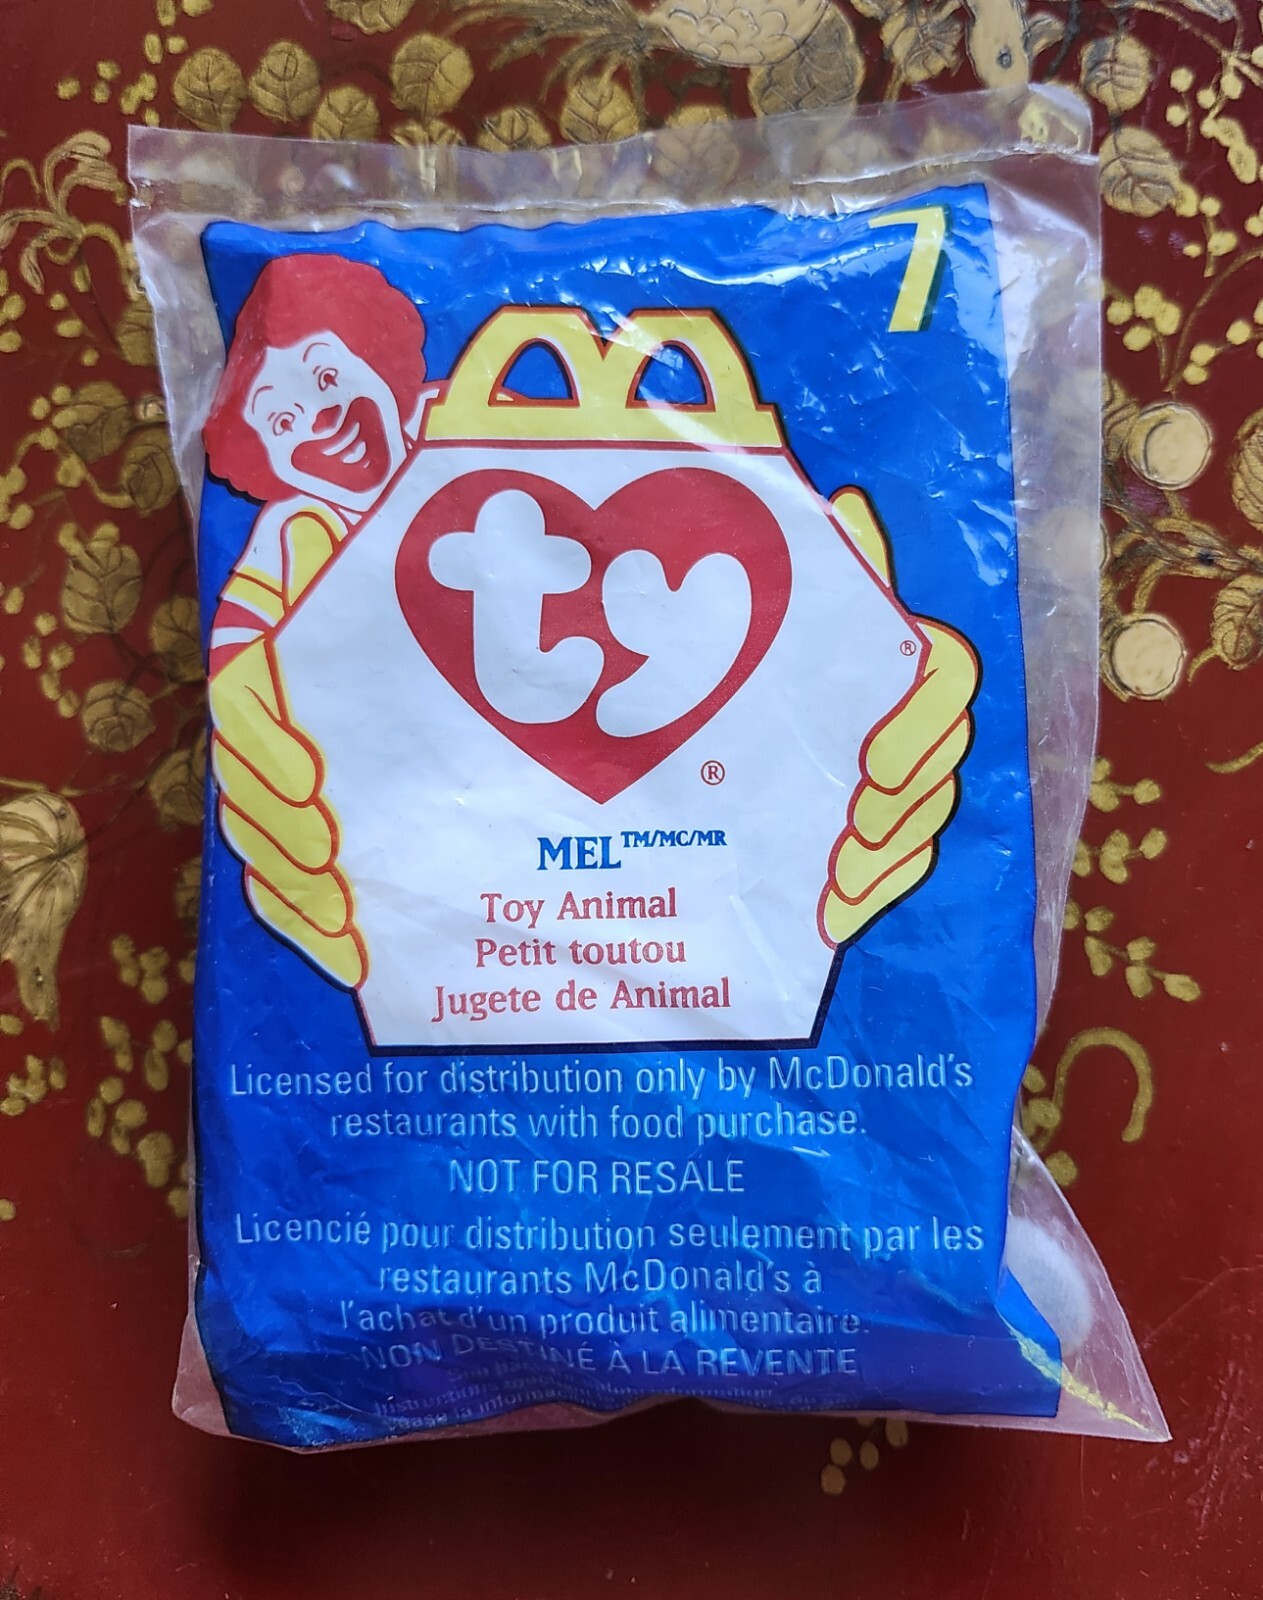 7
ty
®
®
MEL™/MC/MR
Toy Animal
Petit toutou
Jugete de Animal
Licensed for distribution only by McDonald's
restaurants with food purchase.
NOT FOR RESALE
Licencié pour distribution seulement par les
restaurants McDonald's à
l'achat d'un produit alimentaire.
NON DESTINÉ À LA REVENTE